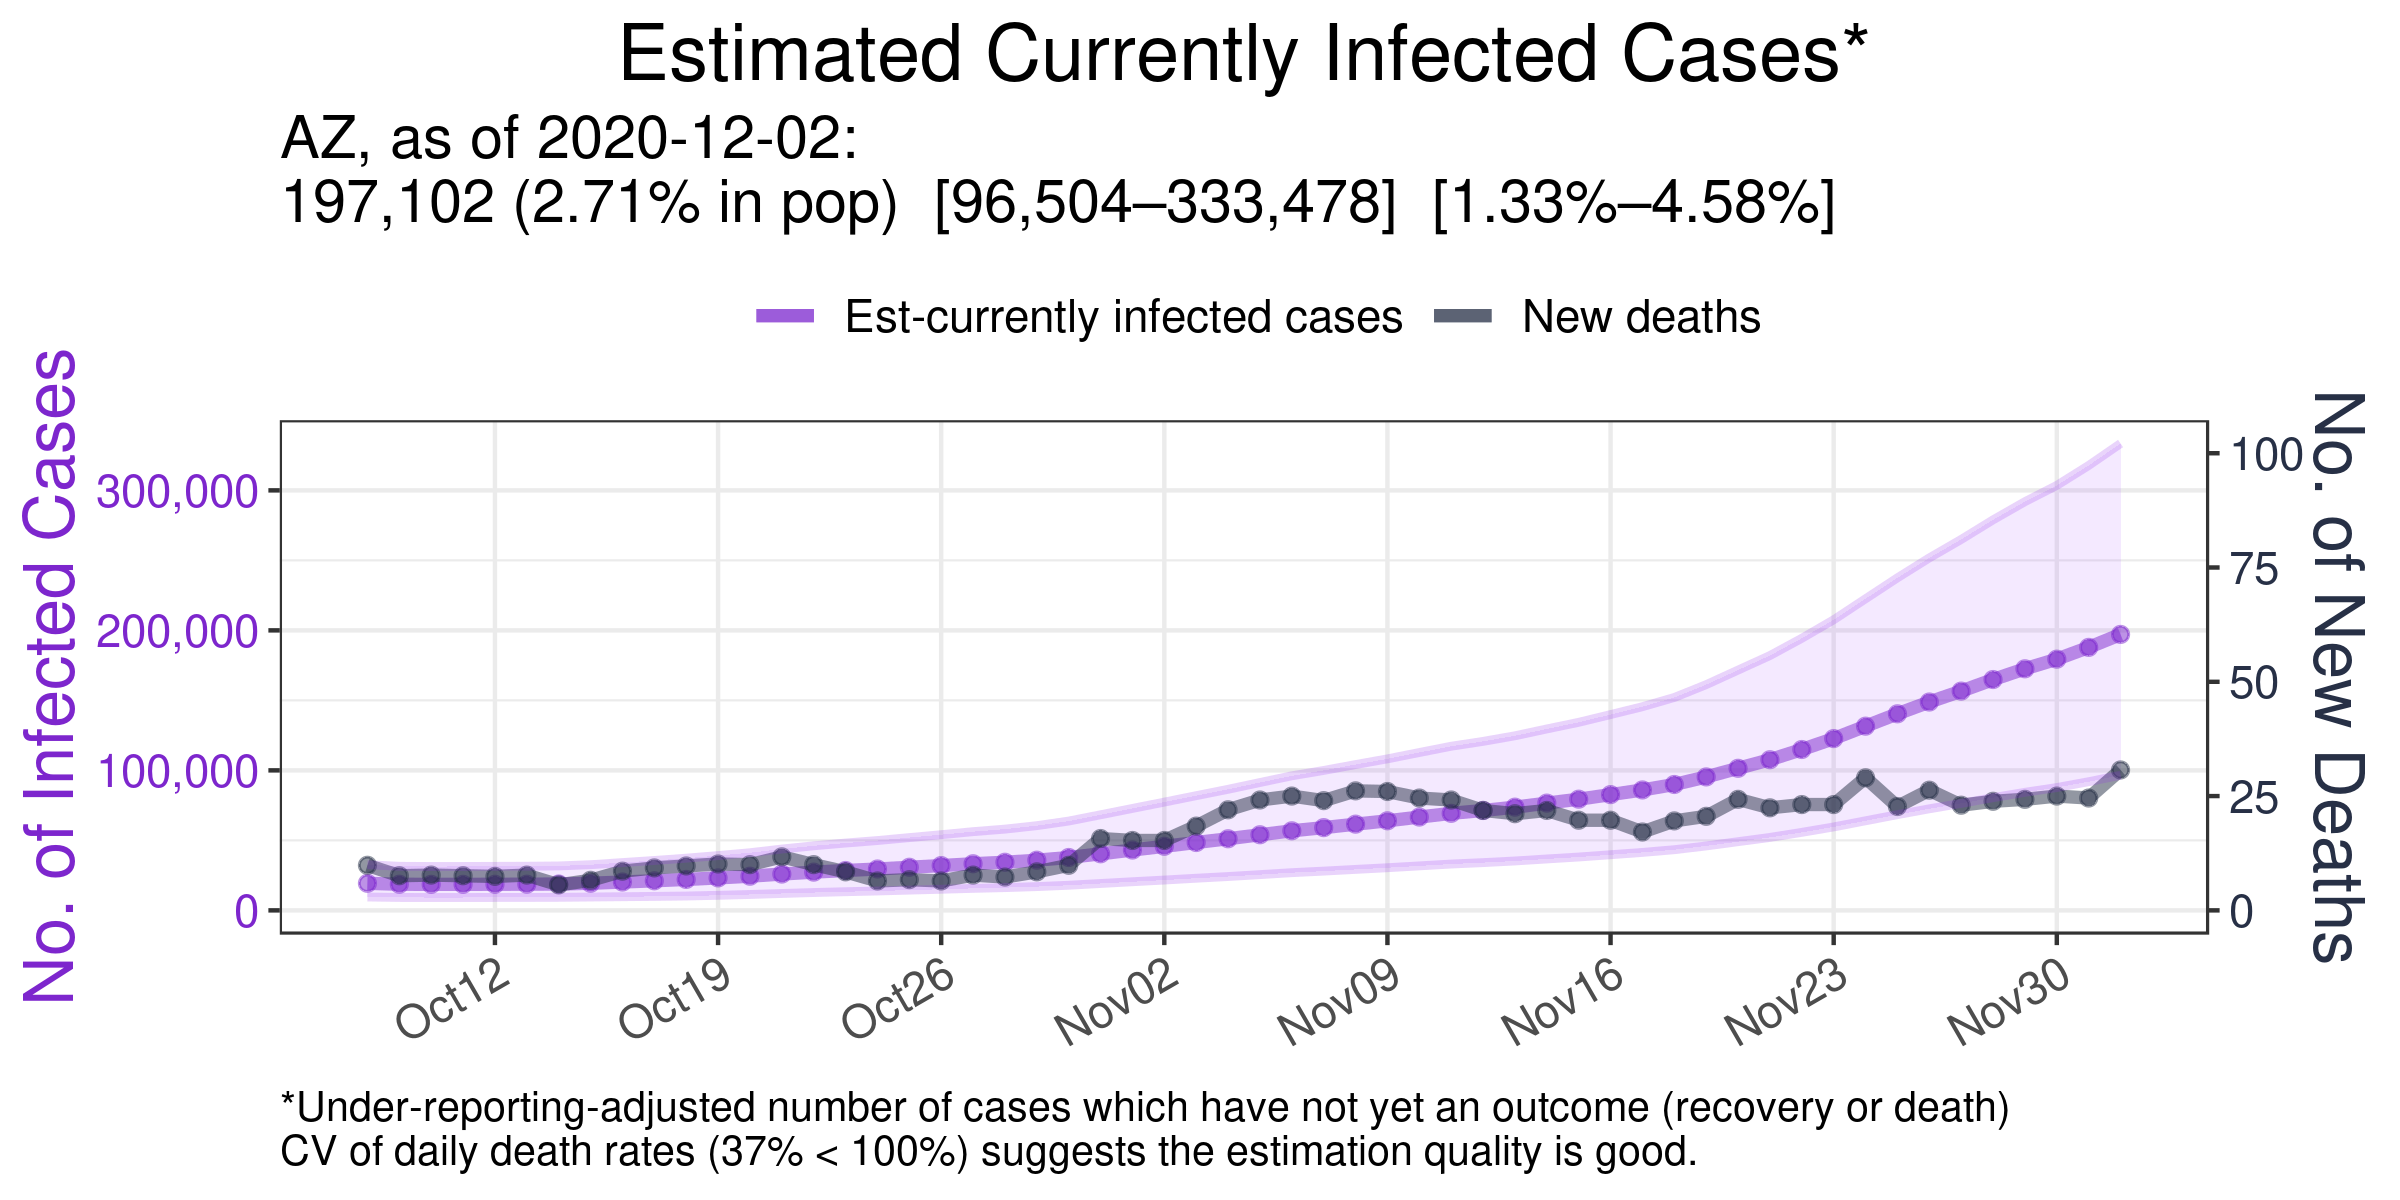 Estimated Currently Infected Cases*
AZ, as of 2020-12-02:
197,102 (2.71% in pop) [96,504–333,478] [1.33%–4.58%]
Est-currently infected cases
New deaths
No. of Infected Cases
300,000
200,000
100,000
0
100
75
50
25
0
No. of New Deaths
Oct12
Oct19
Oct26
Nov02
Nov09
Nov16
Nov23
Nov30
*Under-reporting-adjusted number of cases which have not yet an outcome (recovery or death)
CV of daily death rates (37% < 100%) suggests the estimation quality is good.